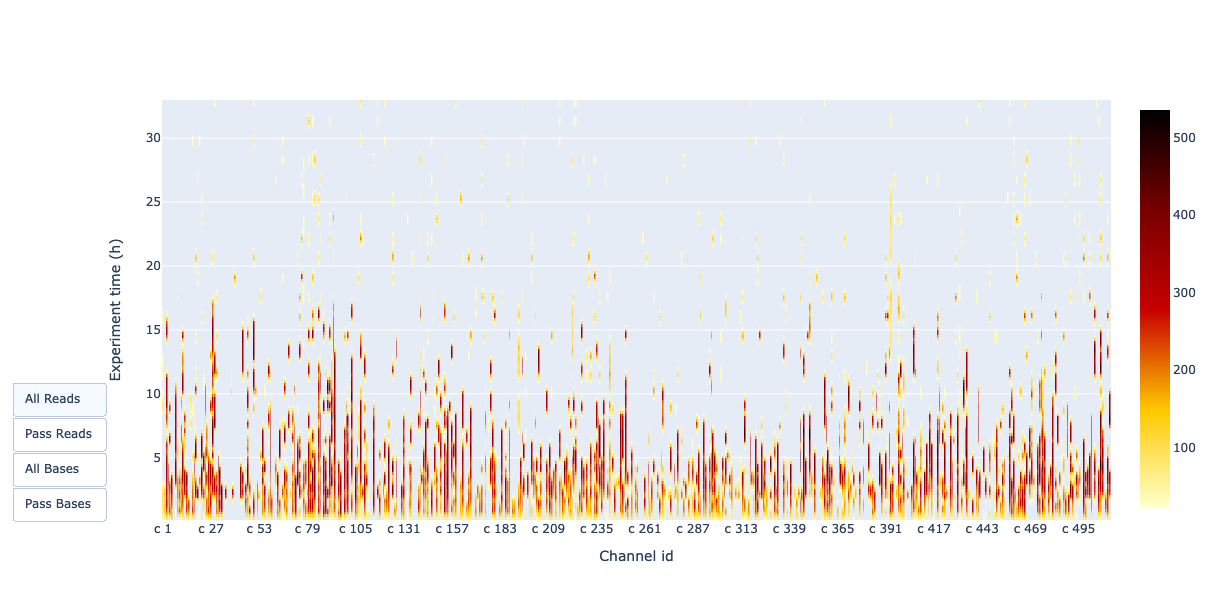 30
25
20
15
10
5
Experiment time (h)
c 1 c 27 c 53 c 79 c 105 c 131 c 157 c 183 c 209 c 235 c 261 c 287 c 313 c 339 c 365 c 391 c 417 c 443 c 469 c 495
Channel id
500
400
300
200
100
All Reads
Pass Reads
All Bases
Pass Bases